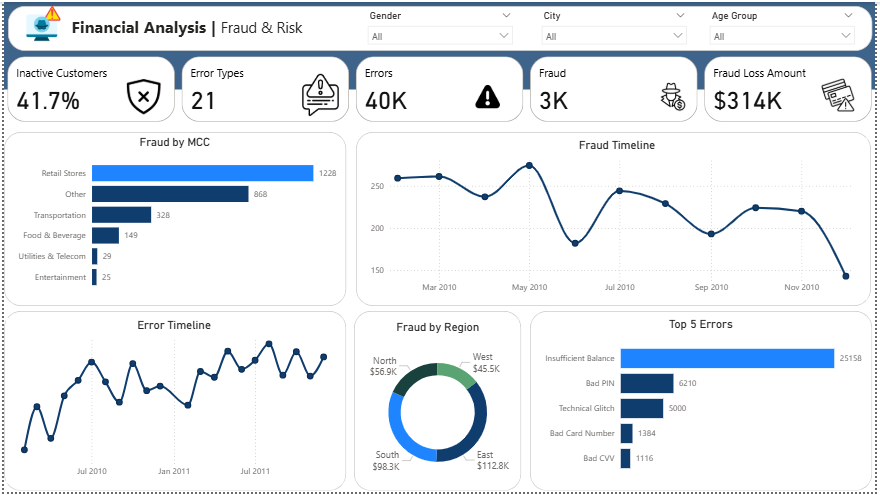 Financial Analysis | Fraud & Risk
Gender
All
City
All
Age Group
All
Inactive Customers
41.7%
Error Types
21
Errors
40K
Fraud
3K
Fraud Loss Amount
$314K
Fraud by MCC
Retail Stores 1228
Other 868
Transportation 328
Food & Beverage 149
Utilities & Telecom 29
Entertainment 25
Fraud Timeline
250
200
150
Mar 2010 May 2010 Jul 2010 Sep 2010 Nov 2010
Error Timeline
Jul 2010 Jan 2011 Jul 2011
Fraud by Region
North
$56.9K
West
$45.5K
South
$98.3K
East
$112.8K
Top 5 Errors
Insufficient Balance 25158
Bad PIN 6210
Technical Glitch 5000
Bad Card Number 1384
Bad CVV 1116